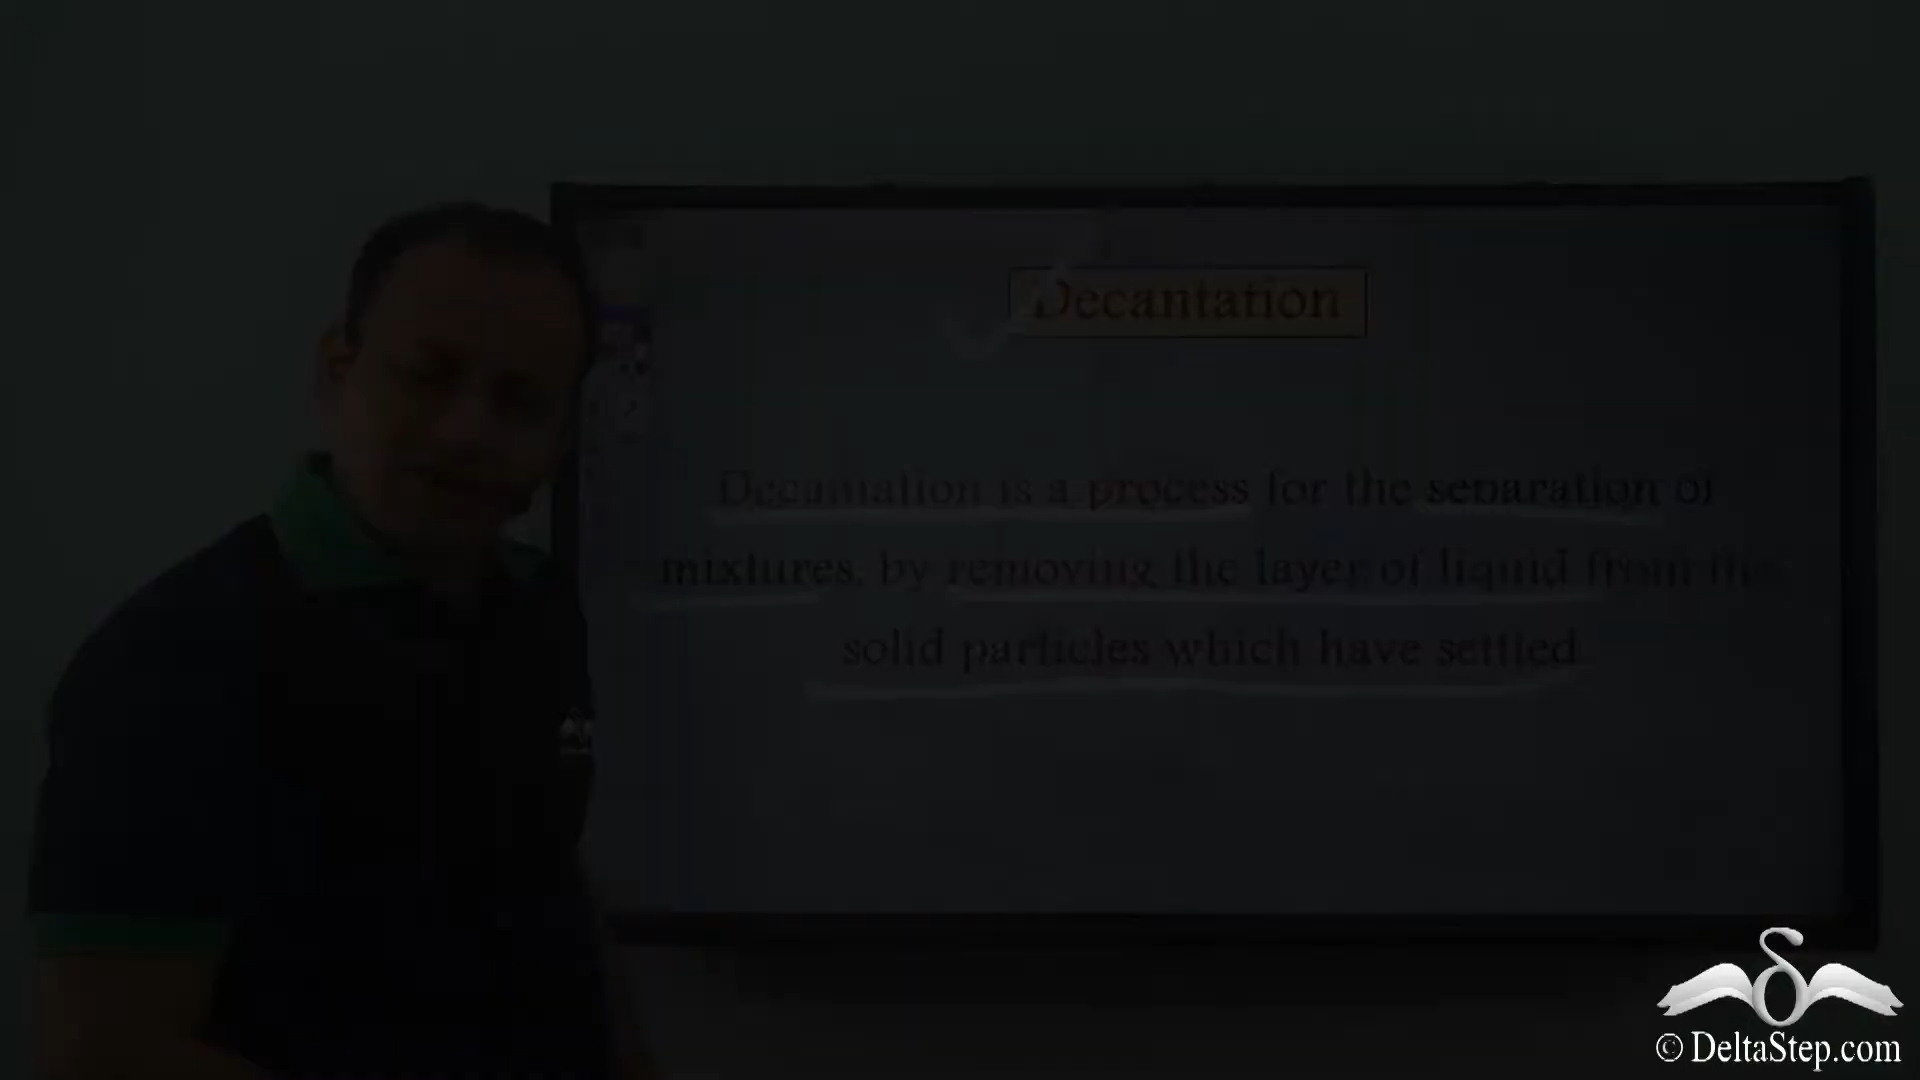 Decantation
Decantation is a process for the separation of
mixtures, by removing the layer of liquid from the
solid particles which have settled
© DeltaStep.com